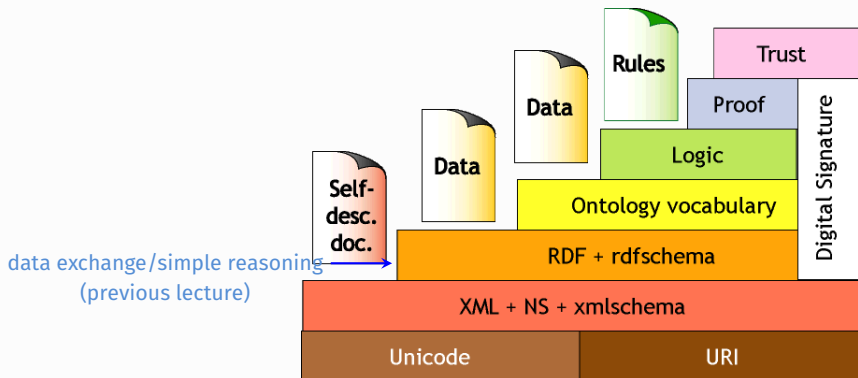 Trust
Rules
Proof
Data
Digital Signature
Logic
Data
Self-
desc.
doc.
Ontology vocabulary
data exchange/simple reasoning
(previous lecture)
RDF + rdfschema
XML + NS + xmlschema
Unicode
URI